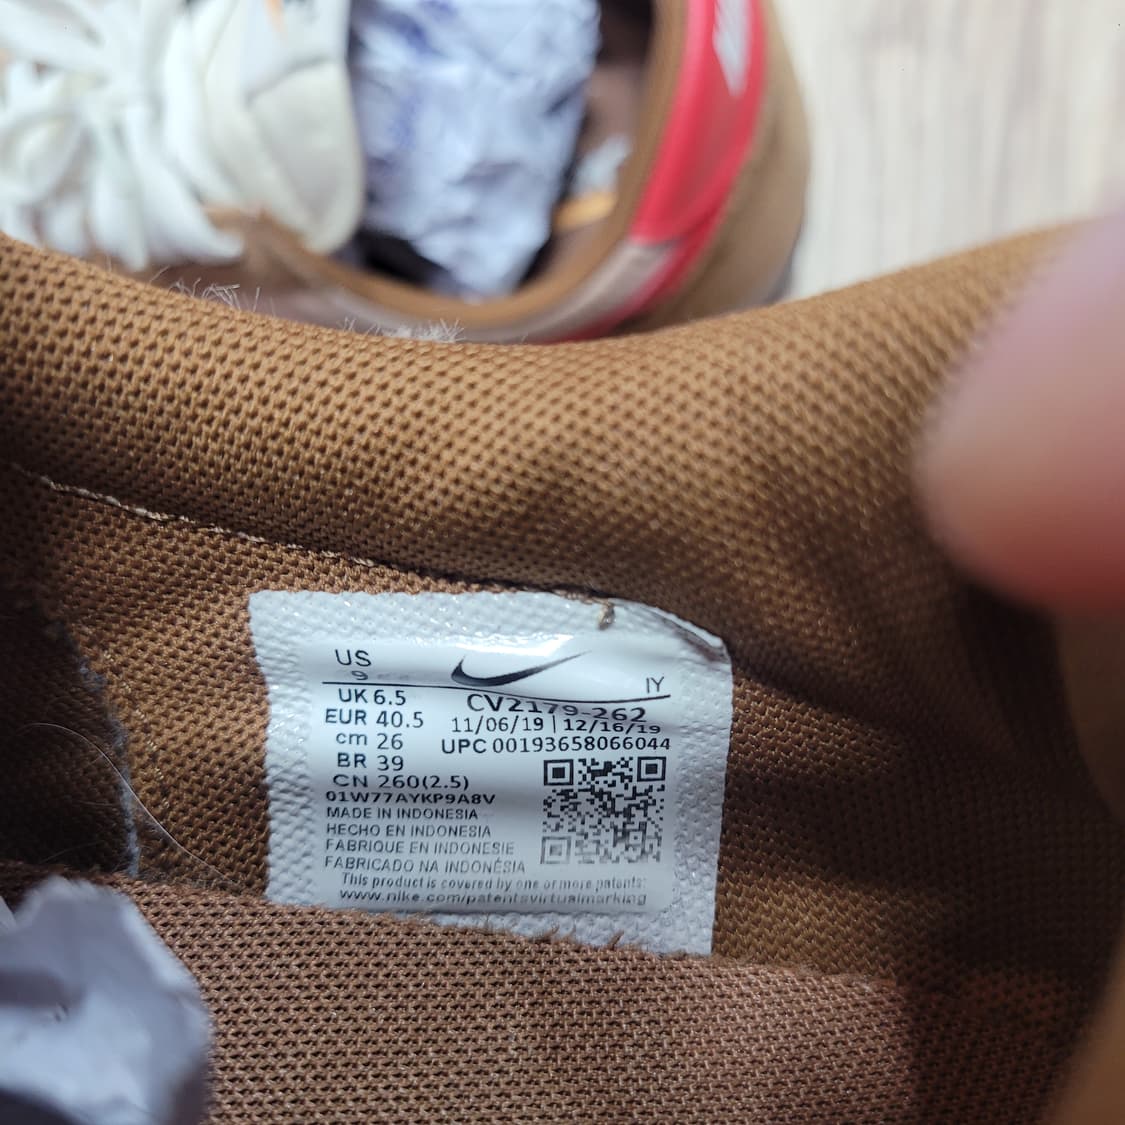 US
9
IY
UK 6.5
EUR 40.5
cm 26
BR 39
CN 260(2.5)
CV2179-262
11/06/19 | 12/16/19
UPC 00193658066044
01W77AYKP9A8V
MADE IN INDONESIA
HECHO EN INDONESIA
FABRIQUE EN INDONESIE
FABRICADO NA INDONÉSIA
This product is covered by one or more patents:
www.nike.com/patentsvirtualmarking